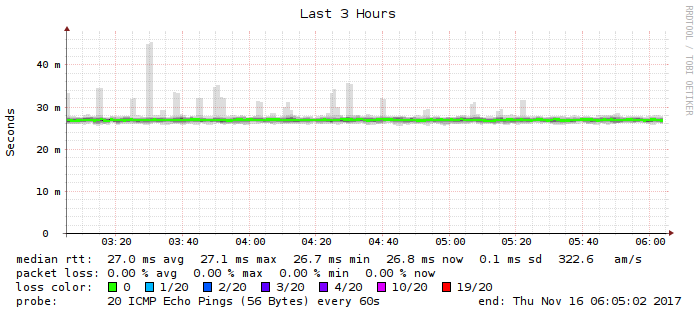 Last 3 Hours
RRDTOOL / TOBI OETIKER
Seconds
40 m
30 m
20 m
10 m
0
03:20 03:40 04:00 04:20 04:40 05:00 05:20 05:40 06:00
median rtt: 27.0 ms avg 27.1 ms max 26.7 ms min 26.8 ms now 0.1 ms sd 322.6 am/s
packet loss: 0.00 % avg 0.00 % max 0.00 % min 0.00 % now
loss color: 0 1/20 2/20 3/20 4/20 10/20 19/20
probe: 20 ICMP Echo Pings (56 Bytes) every 60s end: Thu Nov 16 06:05:02 2017